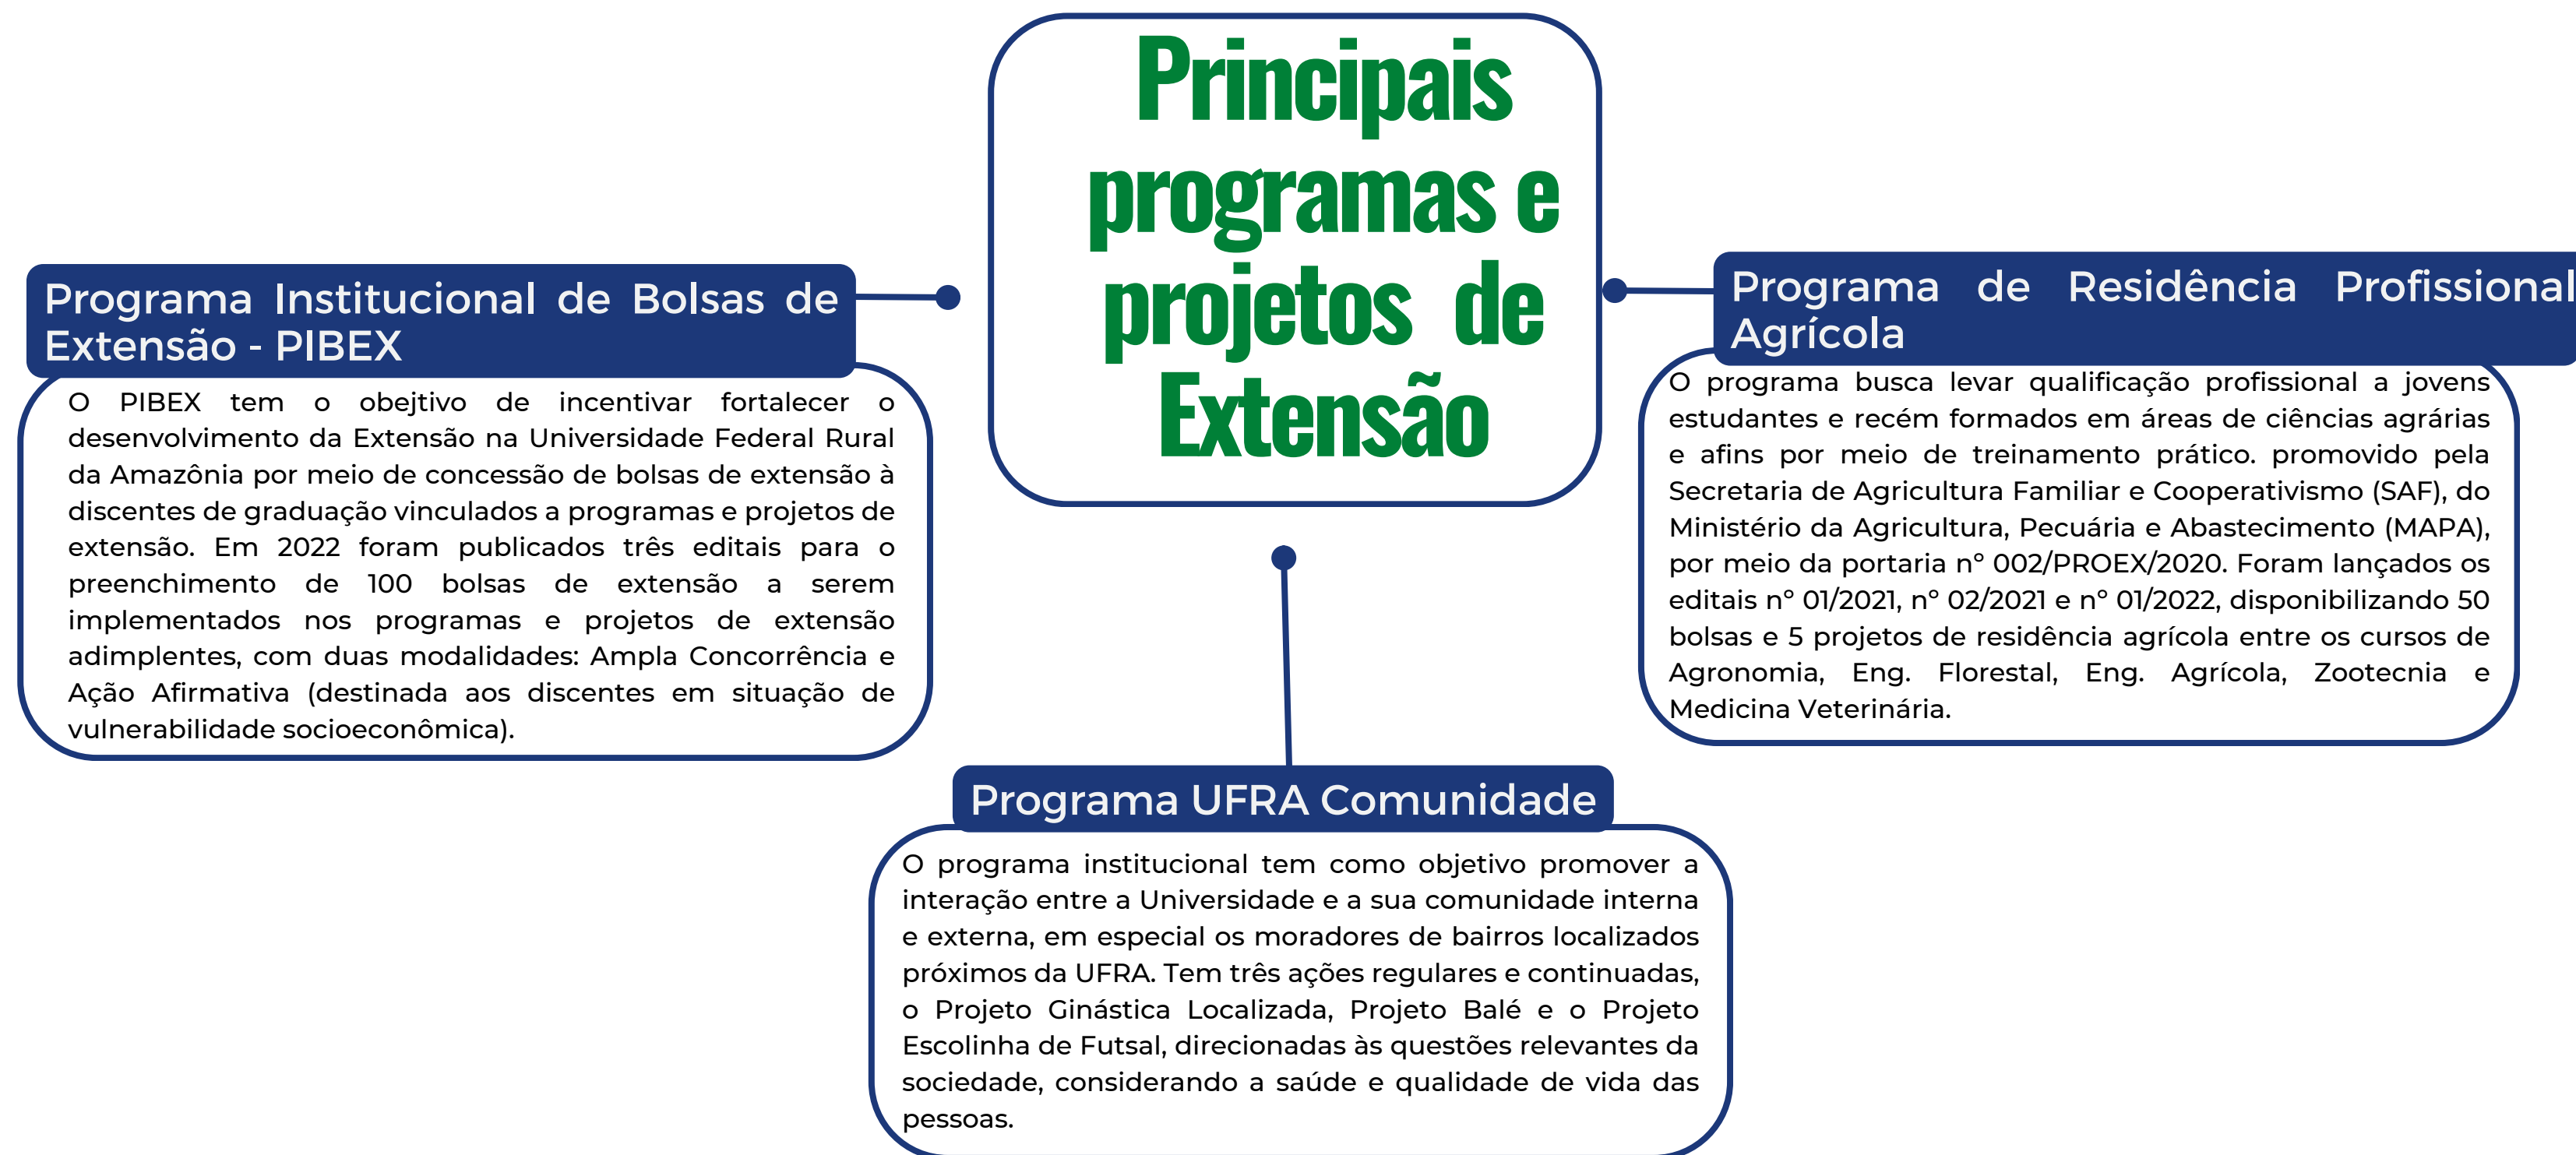 Principais
programas e
projetos de
Extensão
Programa Institucional de Bolsas de
Extensão - PIBEX
O PIBEX tem o obejtivo de incentivar fortalecer o
desenvolvimento da Extensão na Universidade Federal Rural
da Amazônia por meio de concessão de bolsas de extensão à
discentes de graduação vinculados a programas e projetos de
extensão. Em 2022 foram publicados três editais para o
preenchimento de 100 bolsas de extensão a serem
implementados nos programas e projetos de extensão
adimplentes, com duas modalidades: Ampla Concorrência e
Ação Afirmativa (destinada aos discentes em situação de
vulnerabilidade socioeconômica).
Programa de Residência Profissional
Agrícola
O programa busca levar qualificação profissional a jovens
estudantes e recém formados em áreas de ciências agrárias
e afins por meio de treinamento prático. promovido pela
Secretaria de Agricultura Familiar e Cooperativismo (SAF), do
Ministério da Agricultura, Pecuária e Abastecimento (MAPA),
por meio da portaria nº 002/PROEX/2020. Foram lançados os
editais nº 01/2021, nº 02/2021 e nº 01/2022, disponibilizando 50
bolsas e 5 projetos de residência agrícola entre os cursos de
Agronomia, Eng. Florestal, Eng. Agrícola, Zootecnia e
Medicina Veterinária.
Programa UFRA Comunidade
O programa institucional tem como objetivo promover a
interação entre a Universidade e a sua comunidade interna
e externa, em especial os moradores de bairros localizados
próximos da UFRA. Tem três ações regulares e continuadas,
o Projeto Ginástica Localizada, Projeto Balé e o Projeto
Escolinha de Futsal, direcionadas às questões relevantes da
sociedade, considerando a saúde e qualidade de vida das
pessoas.